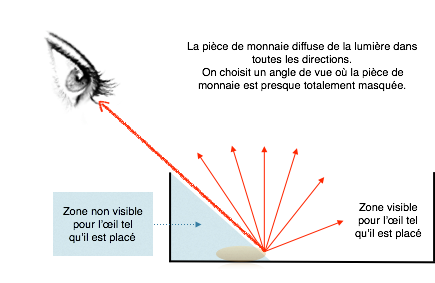 La pièce de monnaie diffuse de la lumière dans
toutes les directions.
On choisit un angle de vue où la pièce de
monnaie est presque totalement masquée.
Zone non visible
pour l'œil tel
qu'il est placé
Zone visible
pour l'œil tel
qu'il est placé